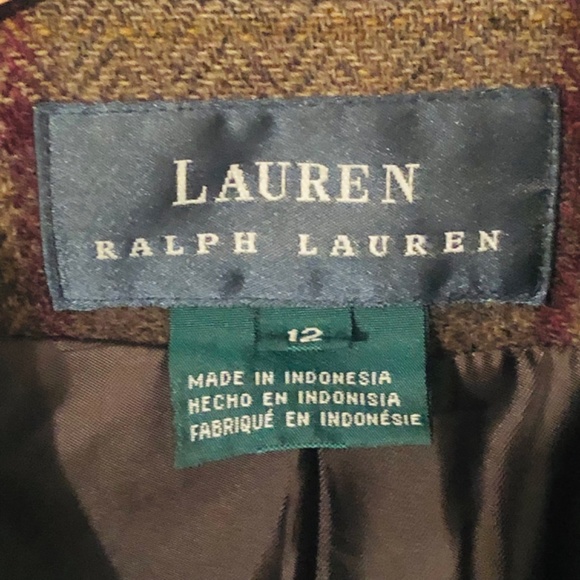 LAUREN
RALPH LAUREN
12
MADE IN INDONESIA
HECHO EN INDONISIA
FABRIQUÉ EN INDONÉSIE